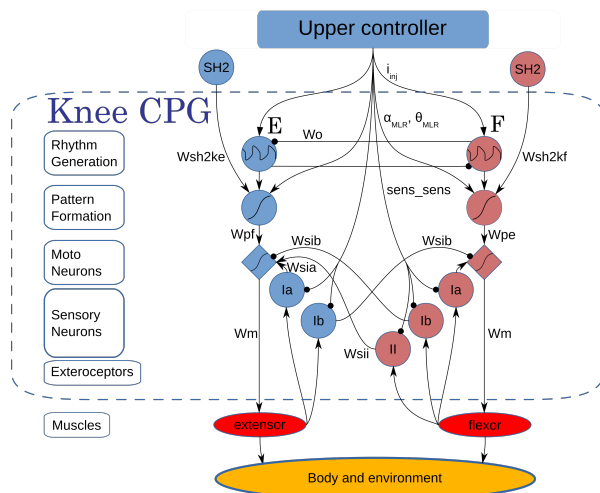 Upper controller
SH2
SH2
i_inj
Knee CPG
E
F
α_MLR, θ_MLR
Wo
Rhythm
Generation
Wsh2ke
Wsh2kf
sens_sens
Pattern
Formation
Wpf
Wpe
Wsib
Wsib
Moto
Neurons
Wsia
Ia
Ia
Sensory
Neurons
Ib
Ib
Wm
Wm
II
Wsii
Exteroceptors
Muscles
extensor
flexor
Body and environment